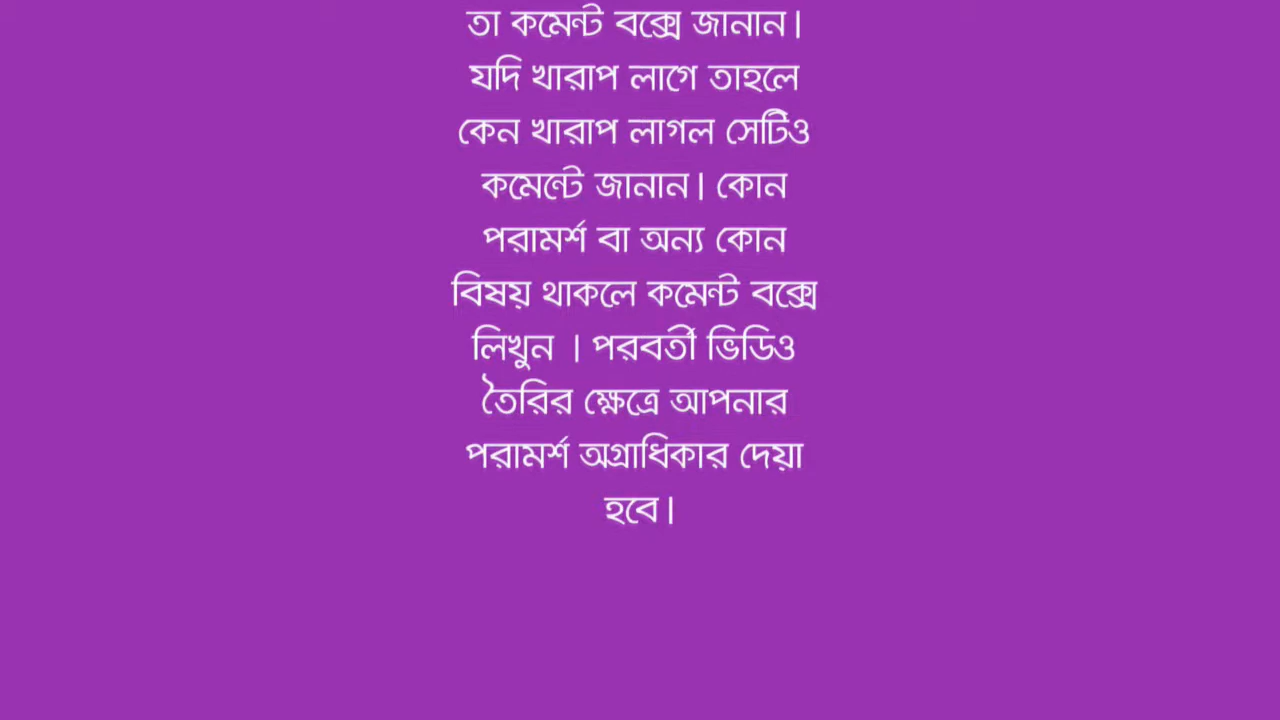 তা কমেন্ট বক্সে জানান।
যদি খারাপ লাগে তাহলে
কেন খারাপ লাগল সেটিও
কমেন্টে জানান। কোন
পরামর্শ বা অন্য কোন
বিষয় থাকলে কমেন্ট বক্সে
লিখুন । পরবর্তী ভিডিও
তৈরির ক্ষেত্রে আপনার
পরামর্শ অগ্রাধিকার দেয়া
হবে।